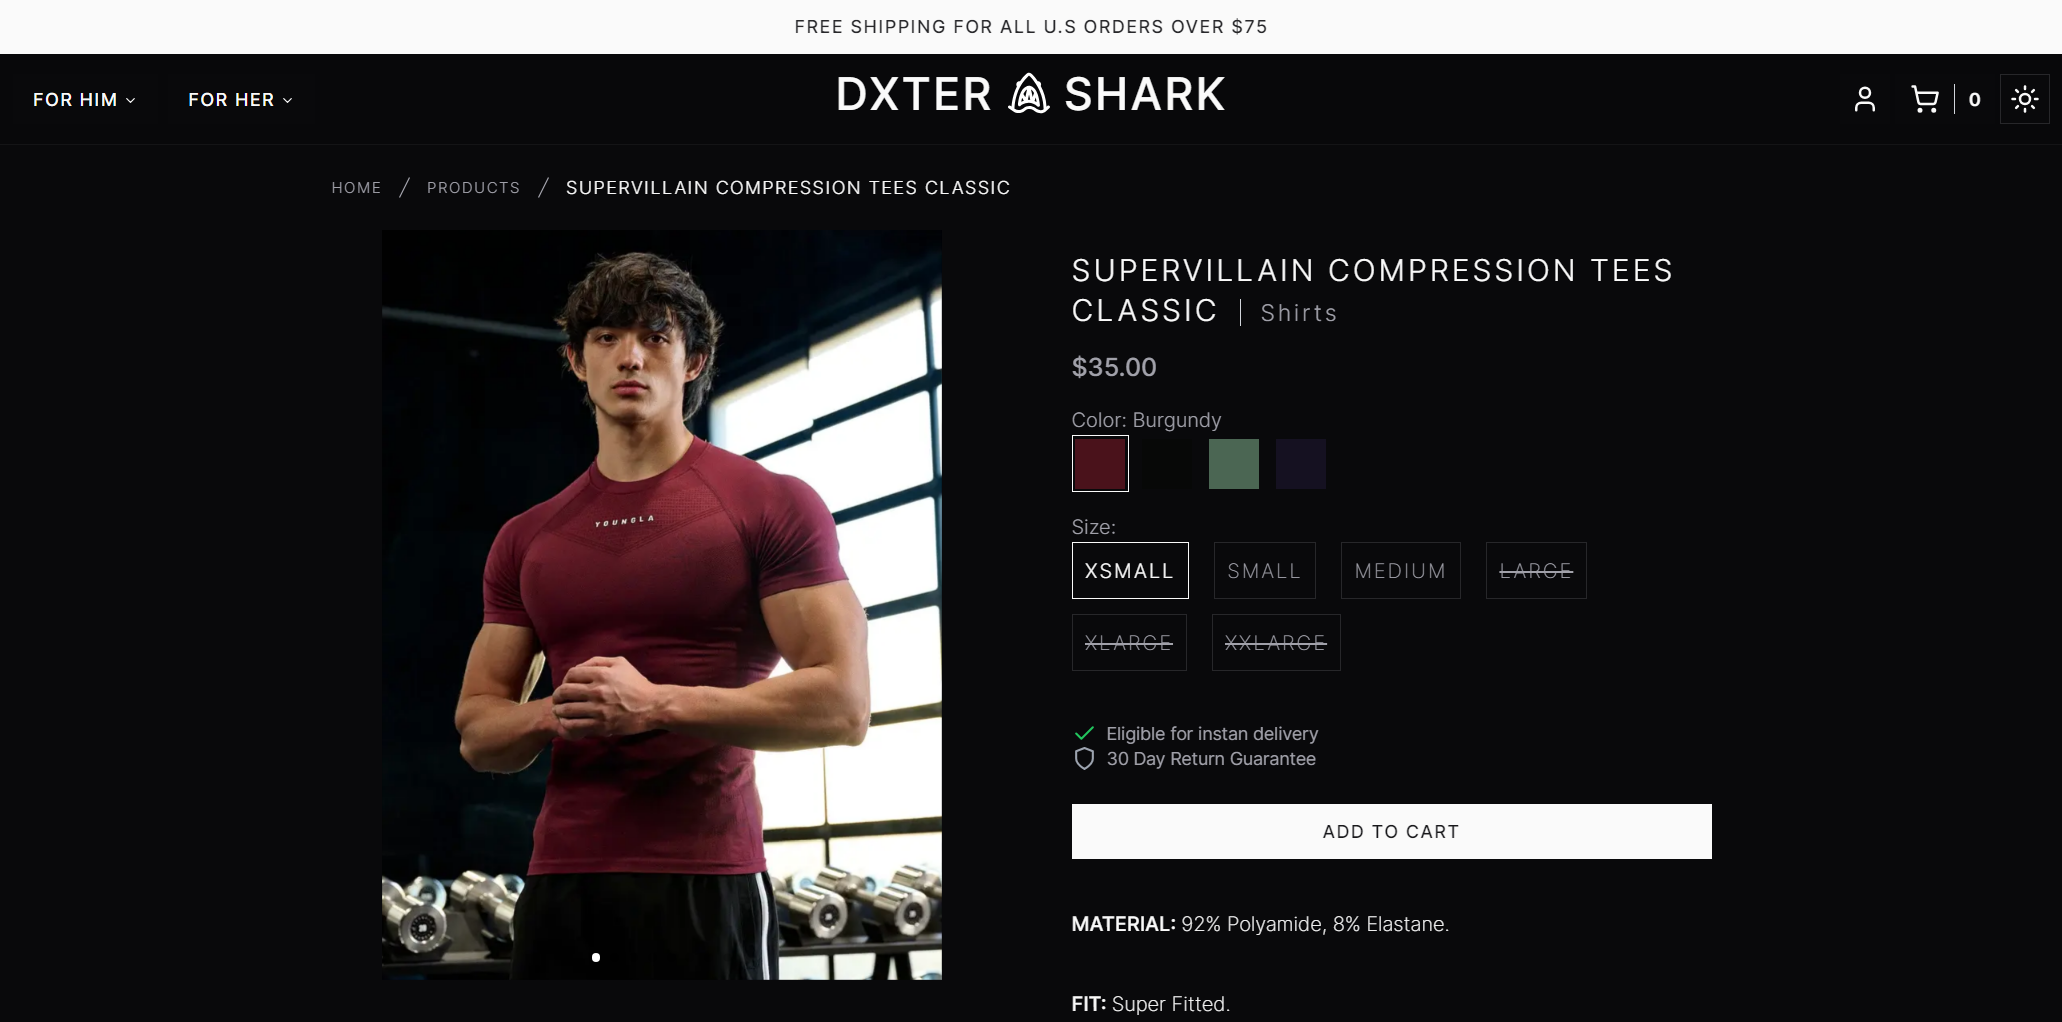 FREE SHIPPING FOR ALL U.S ORDERS OVER $75
FOR HIM
FOR HER
DXTER SHARK
0
HOME / PRODUCTS / SUPERVILLAIN COMPRESSION TEES CLASSIC
YOUNGLA
SUPERVILLAIN COMPRESSION TEES
CLASSIC | Shirts
$35.00
Color: Burgundy
Size:
XSMALL SMALL MEDIUM LARGE
XLARGE XXLARGE
Eligible for instan delivery
30 Day Return Guarantee
ADD TO CART
MATERIAL: 92% Polyamide, 8% Elastane.
FIT: Super Fitted.